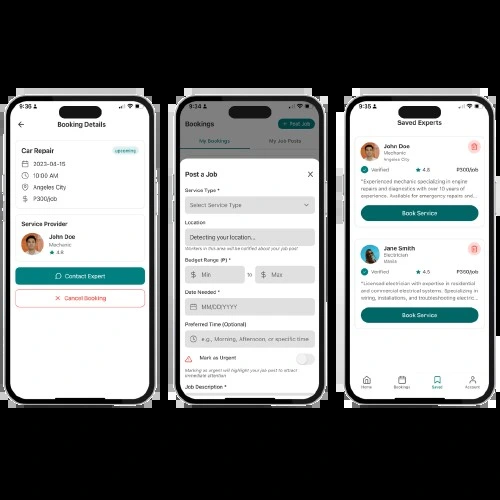 9:36
Booking Details
Car Repair
upcoming
2023-08-15
10:00 AM
Angeles City
₱300/job
Service Provider
John Doe
Mechanic
4.8
Contact Expert
Cancel Booking
9:34
Bookings
+ Post Job
My Bookings
My Job Posts
Post a Job
Service Type *
Select Service Type
Location
Detecting your location...
Workers in this area will be notified about your job post
Budget Range (₱) *
$ Min
to
$ Max
Date Needed *
MM/DD/YYYY
Preferred Time (Optional)
e.g., Morning, Afternoon, or specific time
Mark as Urgent
Marking as urgent will highlight your job post to attract
immediate attention
Job Description *
9:35
Saved Experts
John Doe
Mechanic
Angeles City
Verified
4.8
₱300/job
"Experienced mechanic specializing in engine
repairs and diagnostics with over 10 years of
experience. Available for emergency repairs and...
Book Service
Jane Smith
Electrician
Verified
4.5
₱350/job
"Licensed electrician with expertise in residential
and commercial electrical systems. Specializing in
wiring, installations, and troubleshooting electric...
Book Service
Home
Bookings
Saved
Account